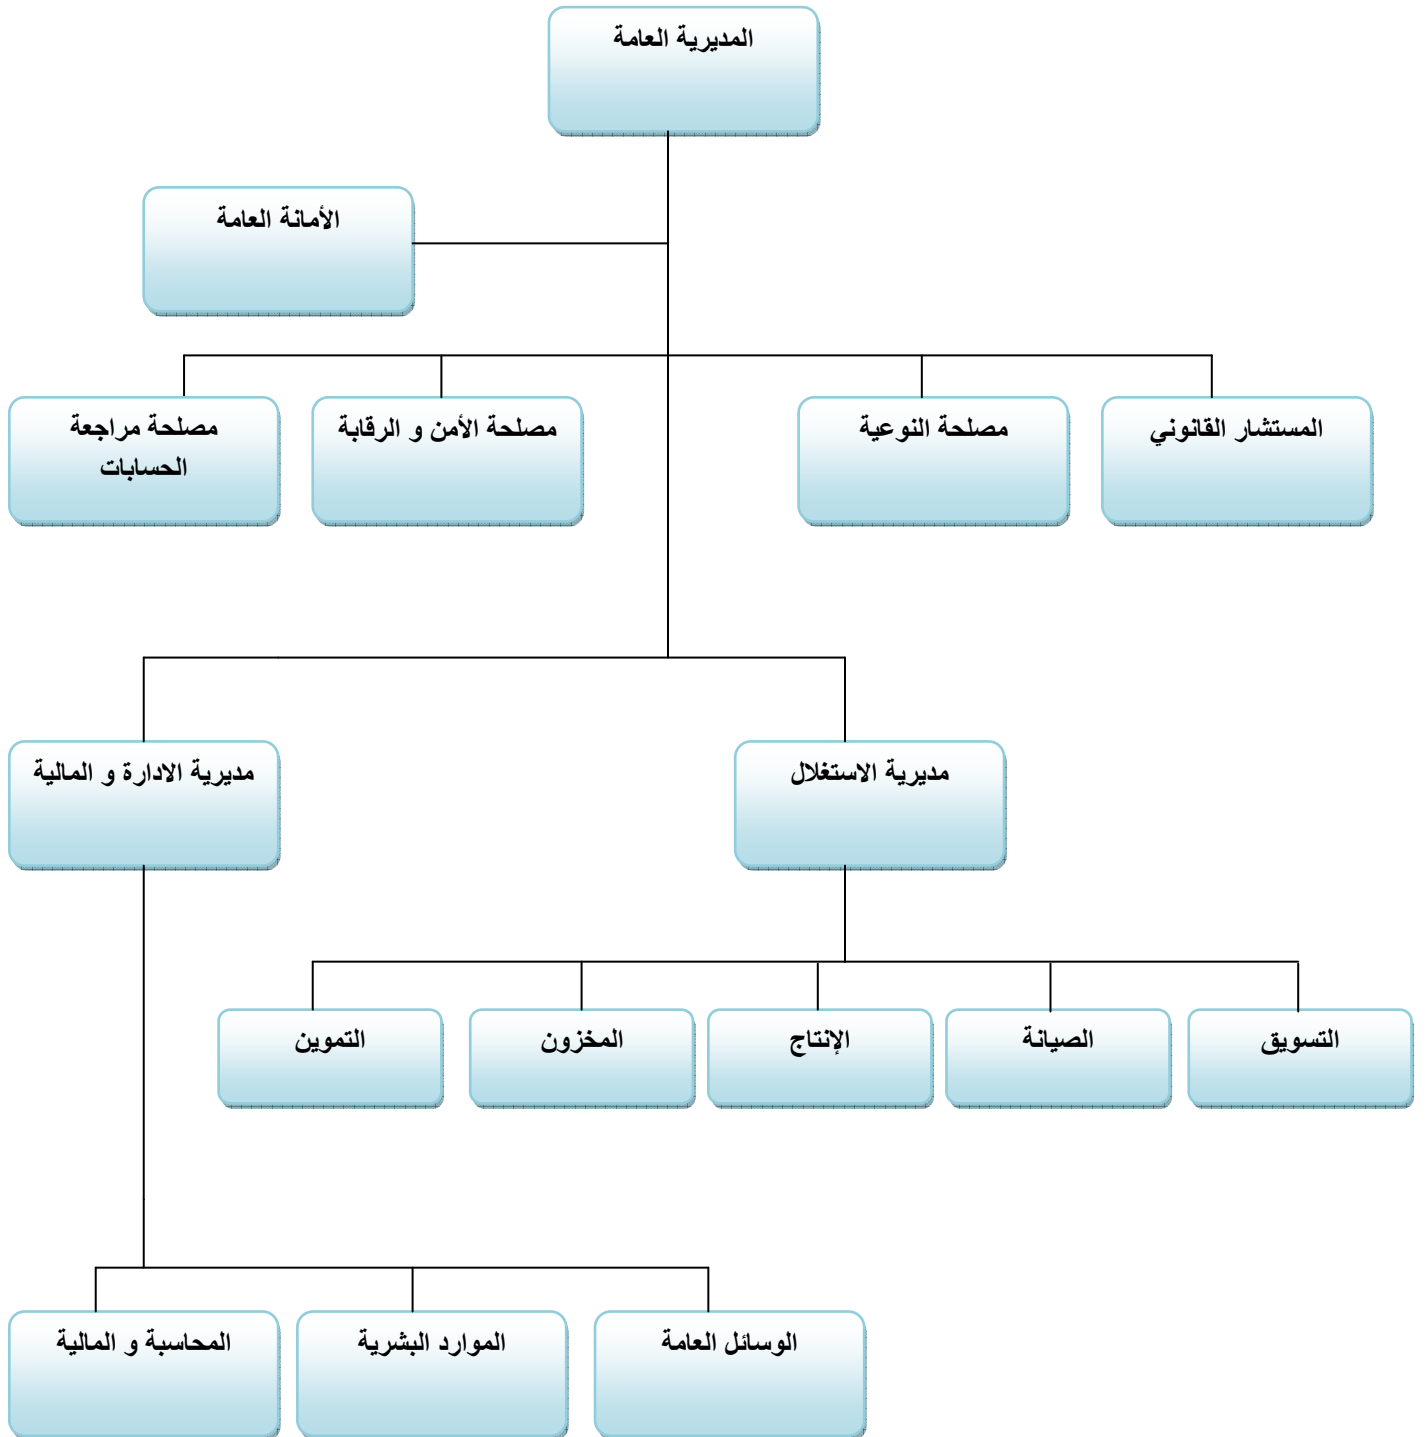 المديرية العامة
الأمانة العامة
المستشار القانوني
مصلحة النوعية
مصلحة الأمن و الرقابة
مصلحة مراجعة
الحسابات
مديرية الاستغلال
مديرية الادارة و المالية
التسويق
الصيانة
الإنتاج
المخزون
التموين
الوسائل العامة
الموارد البشرية
المحاسبة و المالية